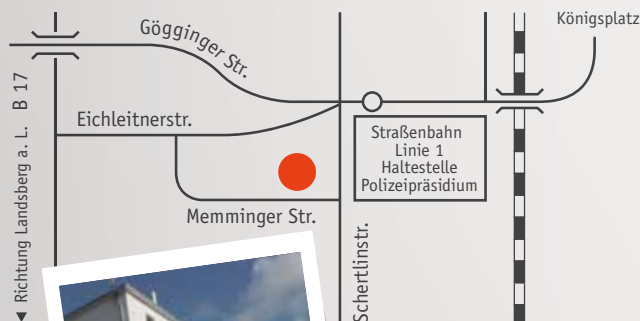 Königsplatz
Gögginger Str.
Eichleitnerstr.
Straßenbahn
Linie 1
Haltestelle
Polizeipräsidium
Memminger Str.
Schertlinstr.
◄ Richtung Landsberg a. L. B 17